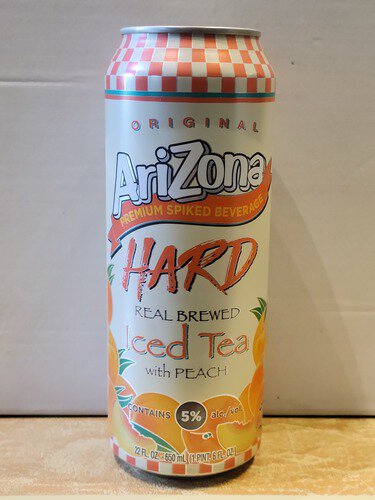 ORIGINAL
AriZona
PREMIUM SPIKED BEVERAGE
HARD
REAL BREWED
Iced Tea
with PEACH
CONTAINS 5% alc./vol.
22 FL. OZ. - 650 mL (1 PINT, 6 FL. OZ.)